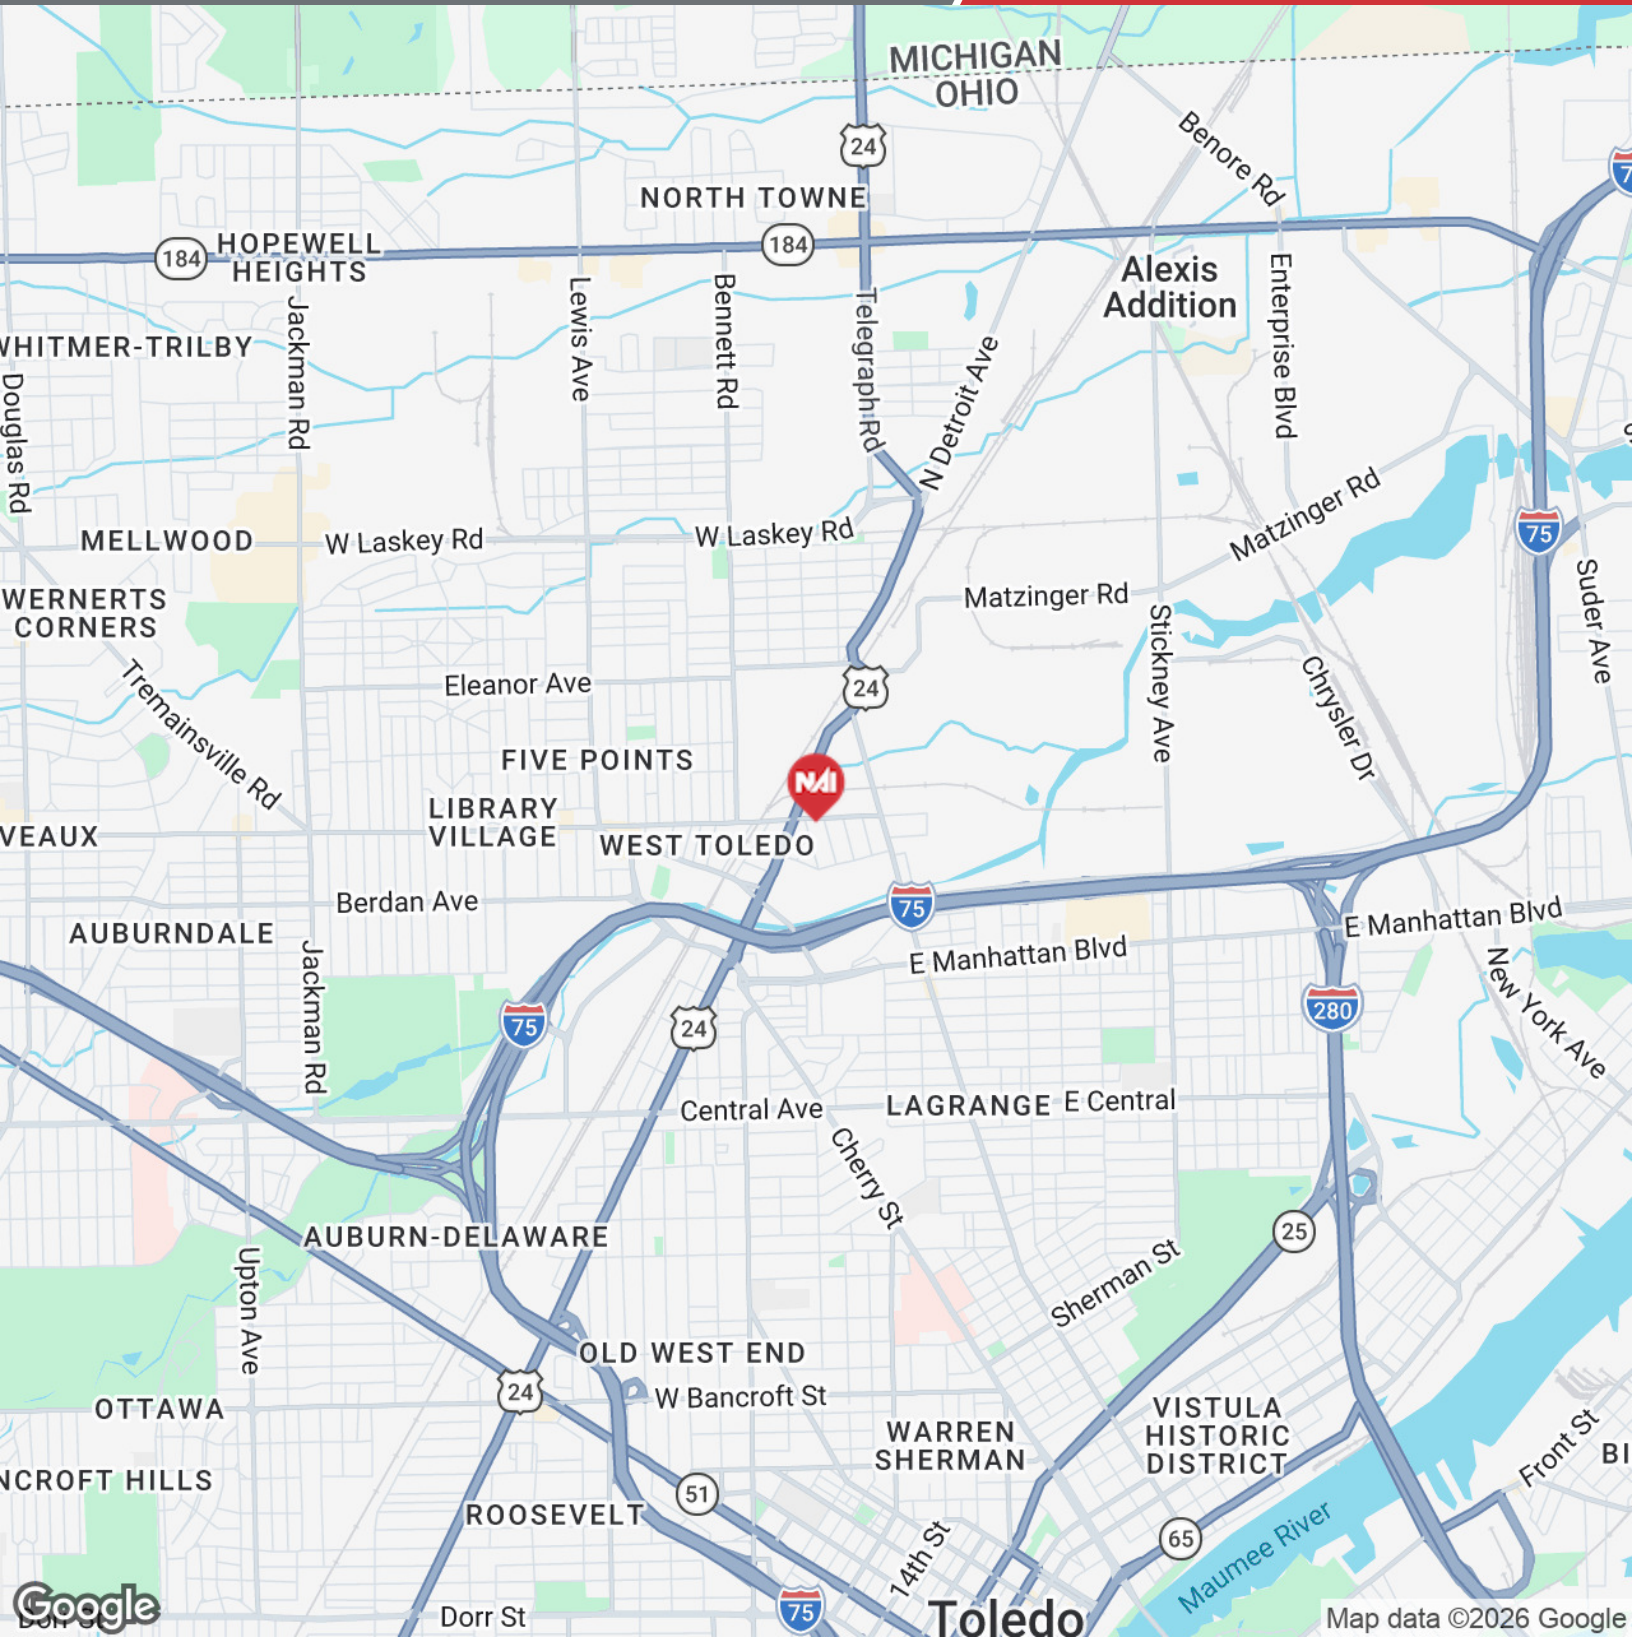 MICHIGAN
OHIO
24
Benore Rd
7
NORTH TOWNE
184
HOPEWELL
HEIGHTS
184
Alexis
Addition
Jackman Rd
Lewis Ave
Bennett Rd
Telegraph Rd
N Detroit Ave
Enterprise Blvd
WHITMER-TRILBY
Douglas Rd
MELLWOOD
W Laskey Rd
W Laskey Rd
Matzinger Rd
75
WERNERTS
CORNERS
Matzinger Rd
Stickney Ave
Suder Ave
Tremainsville Rd
Eleanor Ave
24
Chrysler Dr
FIVE POINTS
NAI
LIBRARY
VILLAGE
VEAUX
WEST TOLEDO
Berdan Ave
75
E Manhattan Blvd
AUBURNDALE
E Manhattan Blvd
Jackman Rd
New York Ave
75
24
280
Central Ave
LAGRANGE
E Central
Cherry St
AUBURN-DELAWARE
25
Upton Ave
Sherman St
OLD WEST END
24
W Bancroft St
OTTAWA
VISTULA
HISTORIC
DISTRICT
WARREN
SHERMAN
Front St
BI
NCROFT HILLS
51
ROOSEVELT
14th St
65
Maumee River
Google
Dorr St
Dorr St
75
Toledo
Map data ©2026 Google